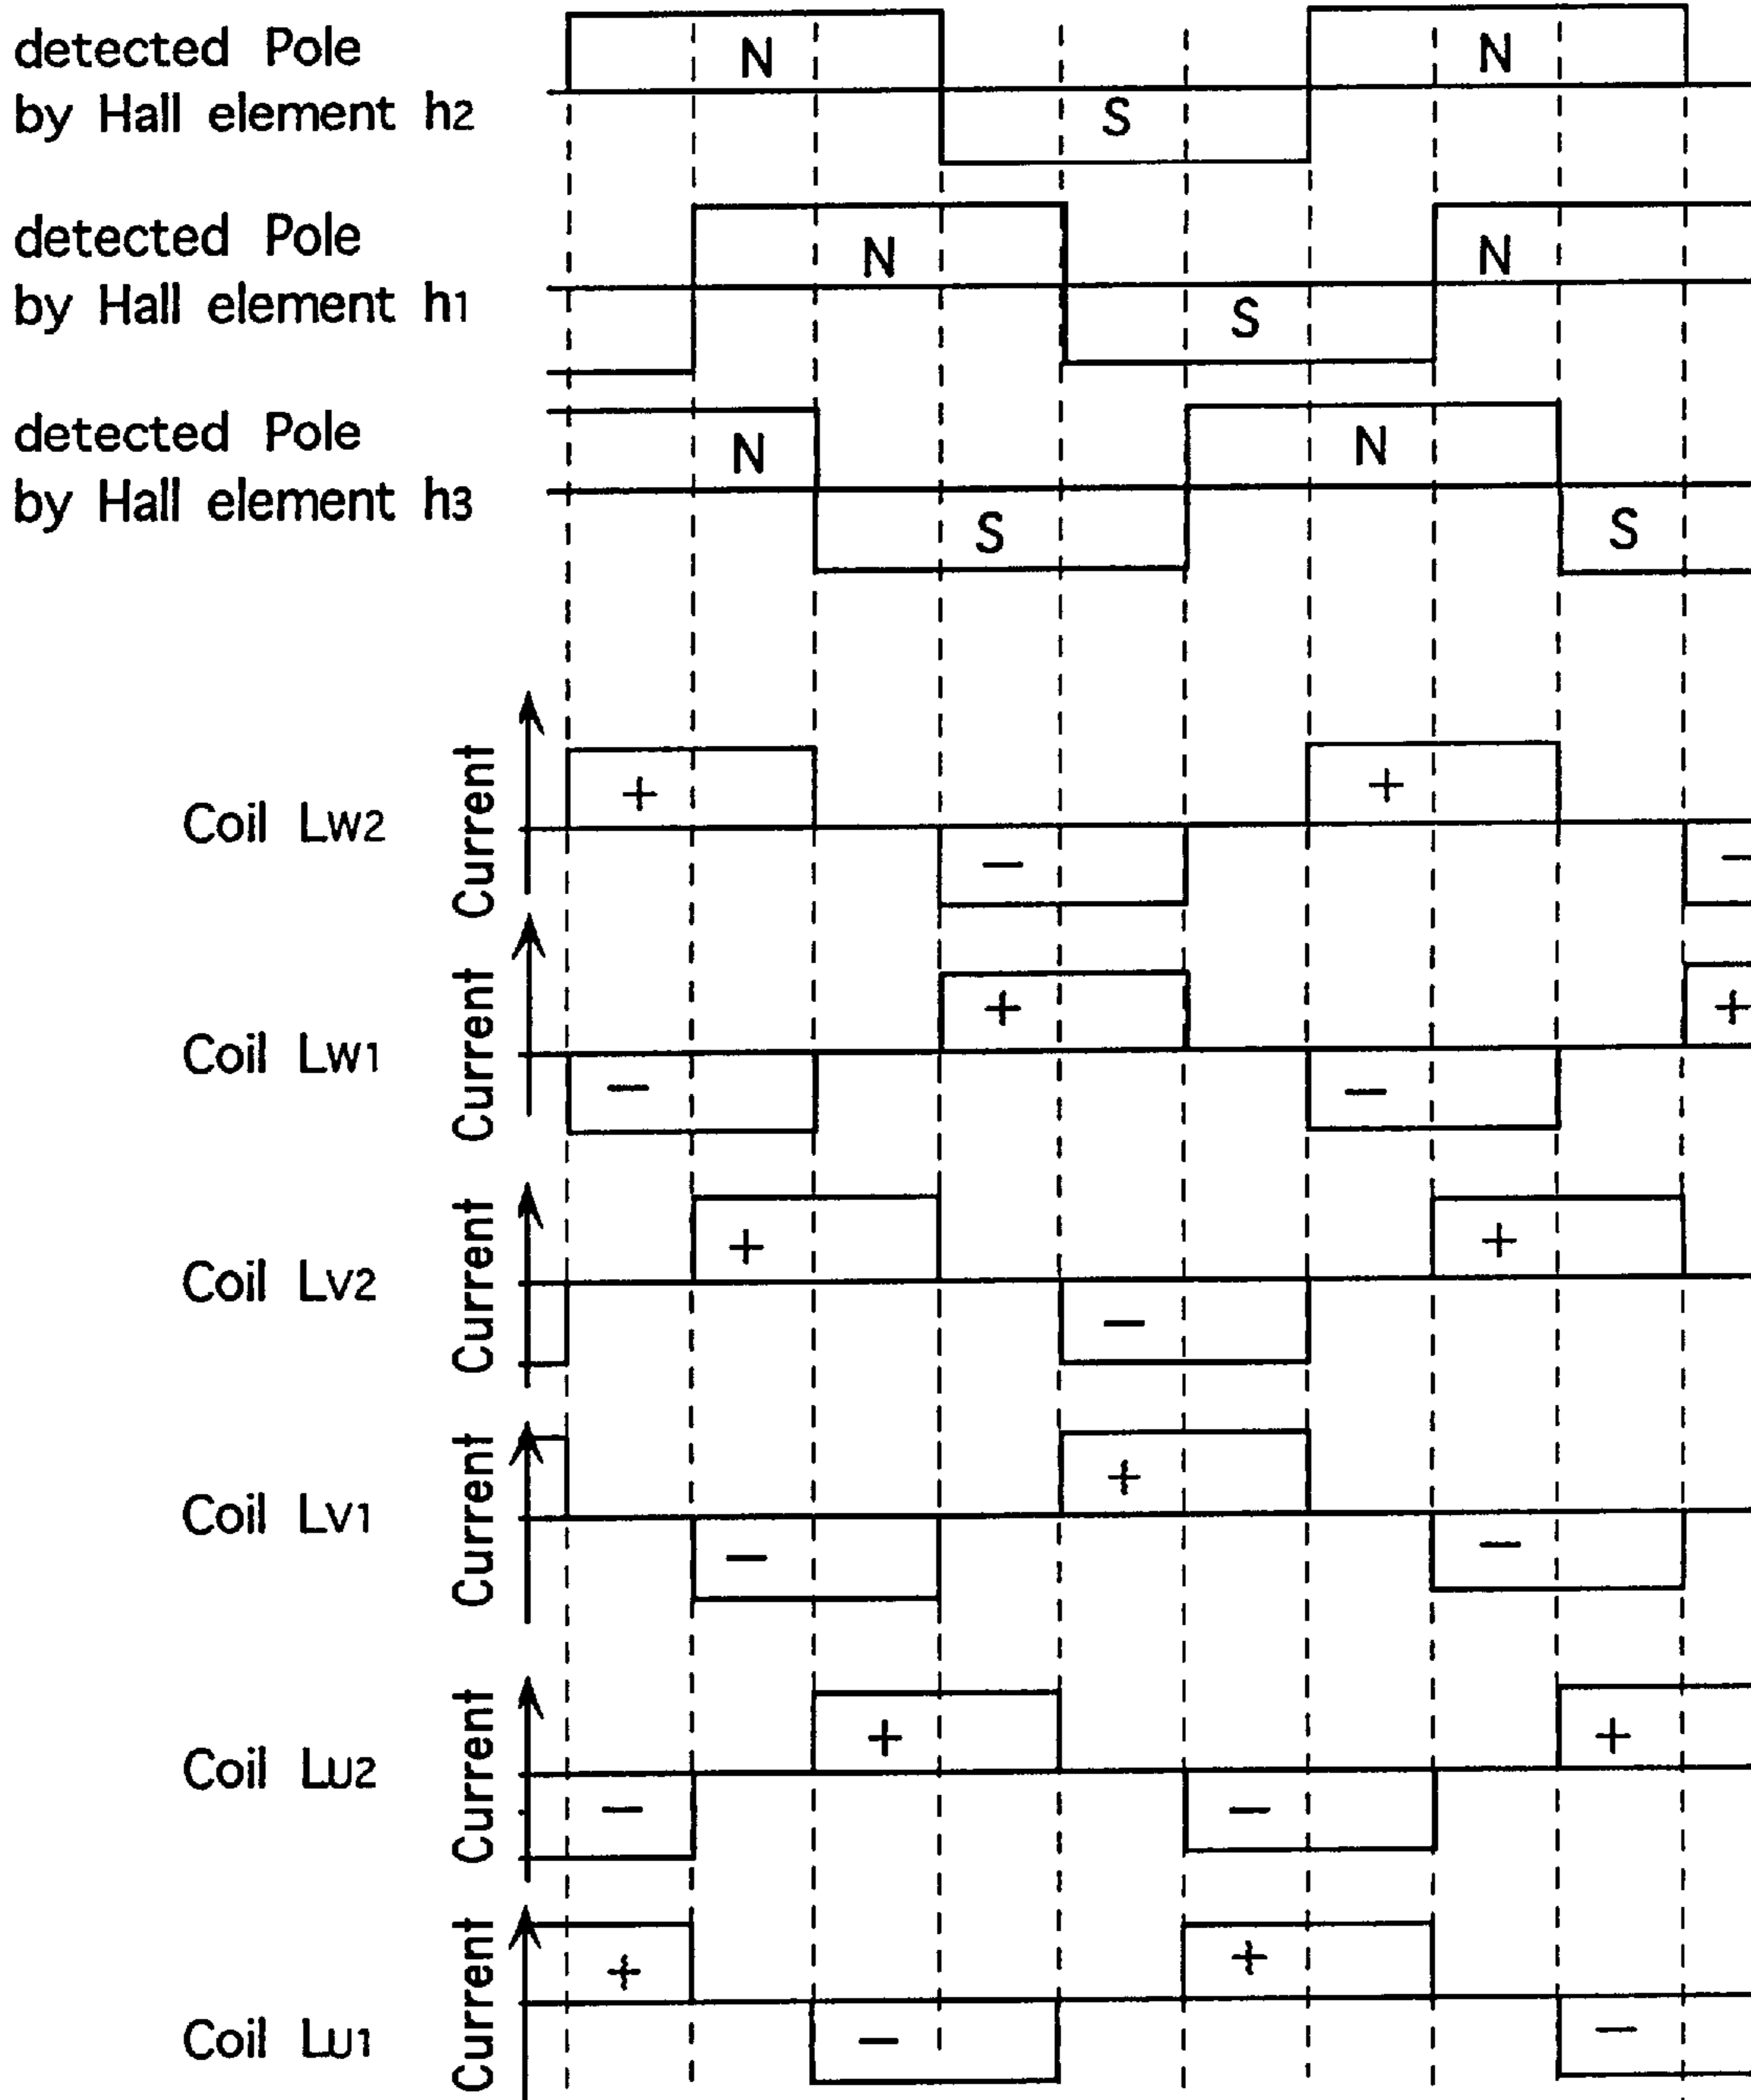 detected Pole
by Hall element h2
N
S
N
detected Pole
by Hall element h1
N
S
N
detected Pole
by Hall element h3
N
S
N
S
Coil LW2
Current
+
−
+
−
Coil LW1
Current
−
+
−
+
Coil LV2
Current
+
−
+
Coil LV1
Current
−
+
−
Coil LU2
Current
−
+
−
+
Coil LU1
Current
+
−
+
−